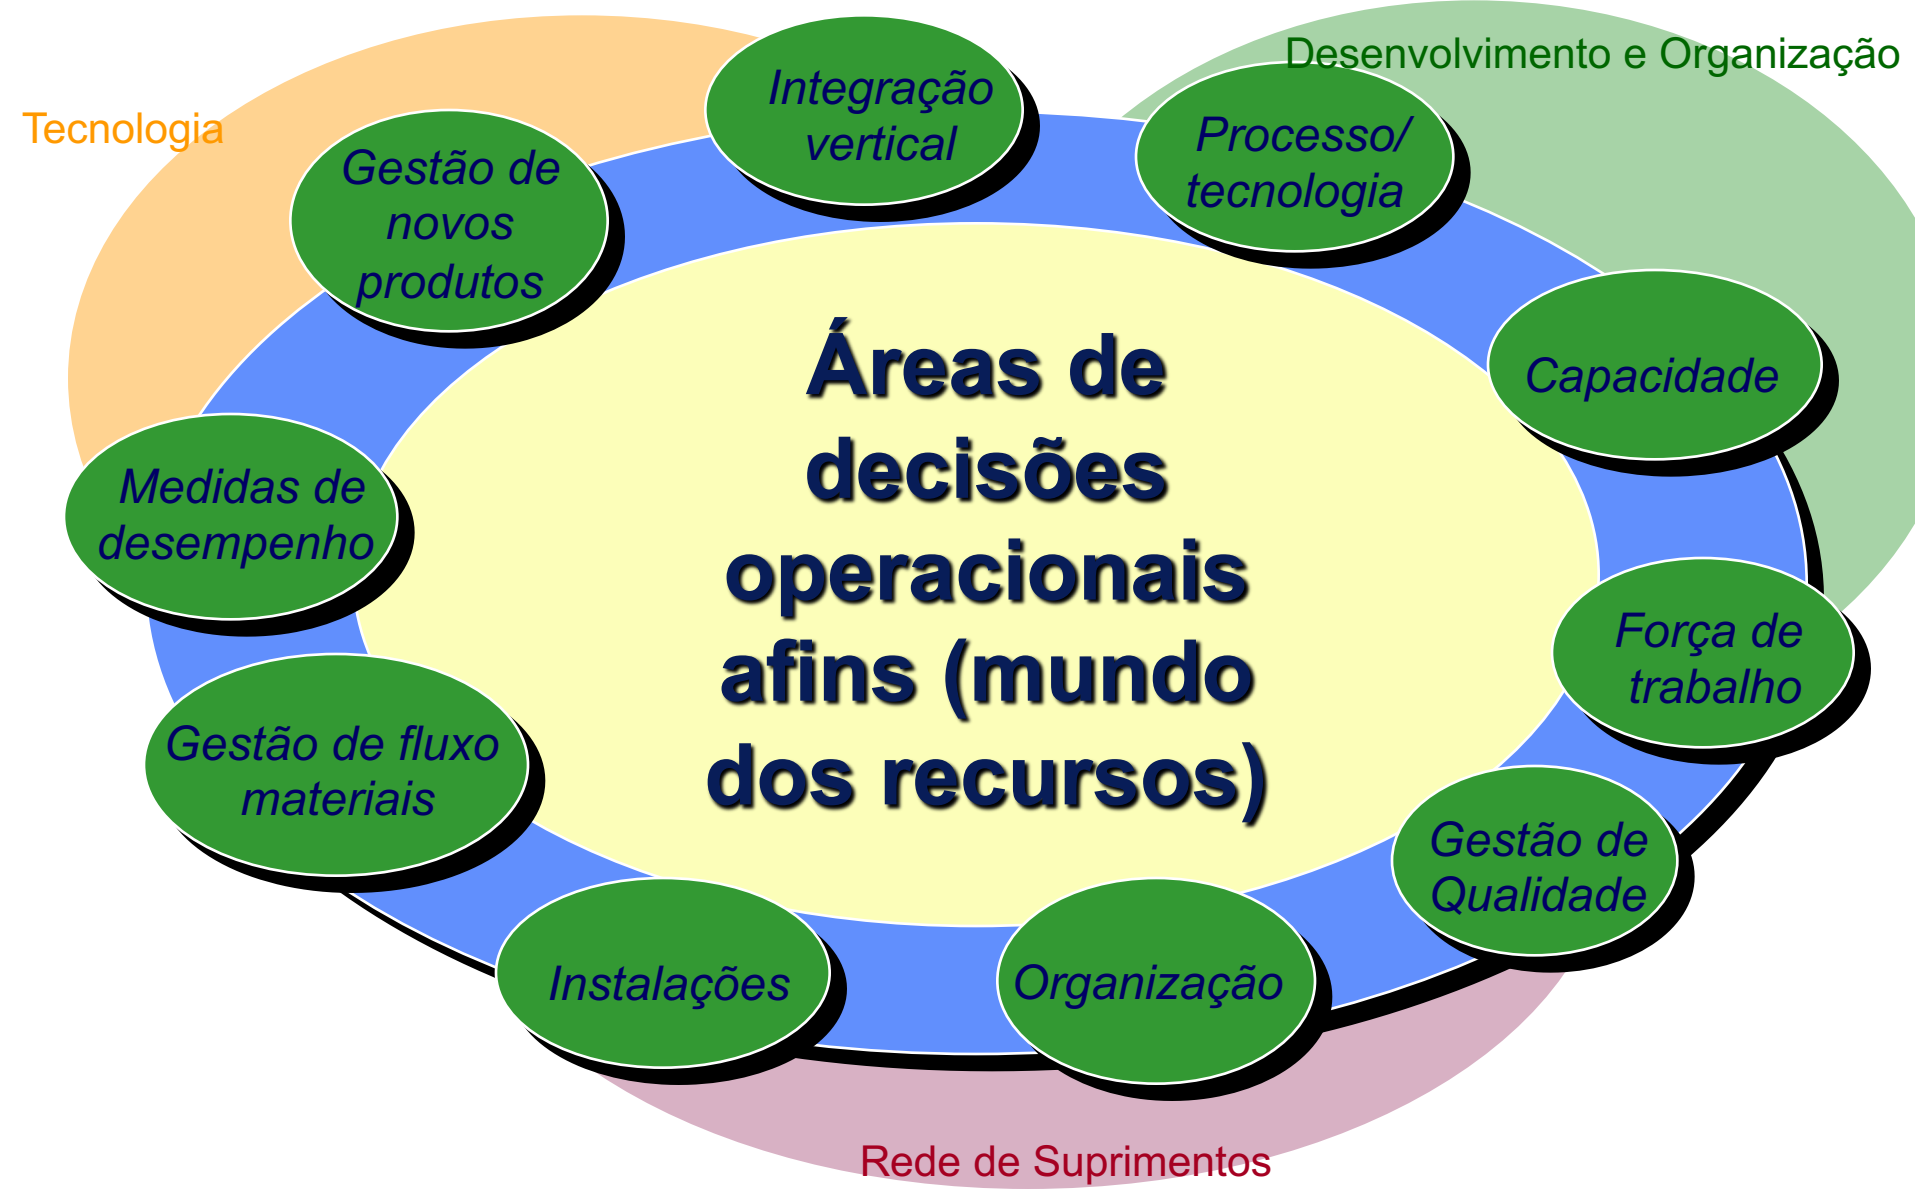 Desenvolvimento e Organização
Tecnologia
Integração
vertical
Processo/
tecnologia
Gestão de
novos
produtos
Capacidade
Áreas de
decisões
operacionais
afins (mundo
dos recursos)
Medidas de
desempenho
Força de
trabalho
Gestão de fluxo
materiais
Gestão de
Qualidade
Instalações
Organização
Rede de Suprimentos